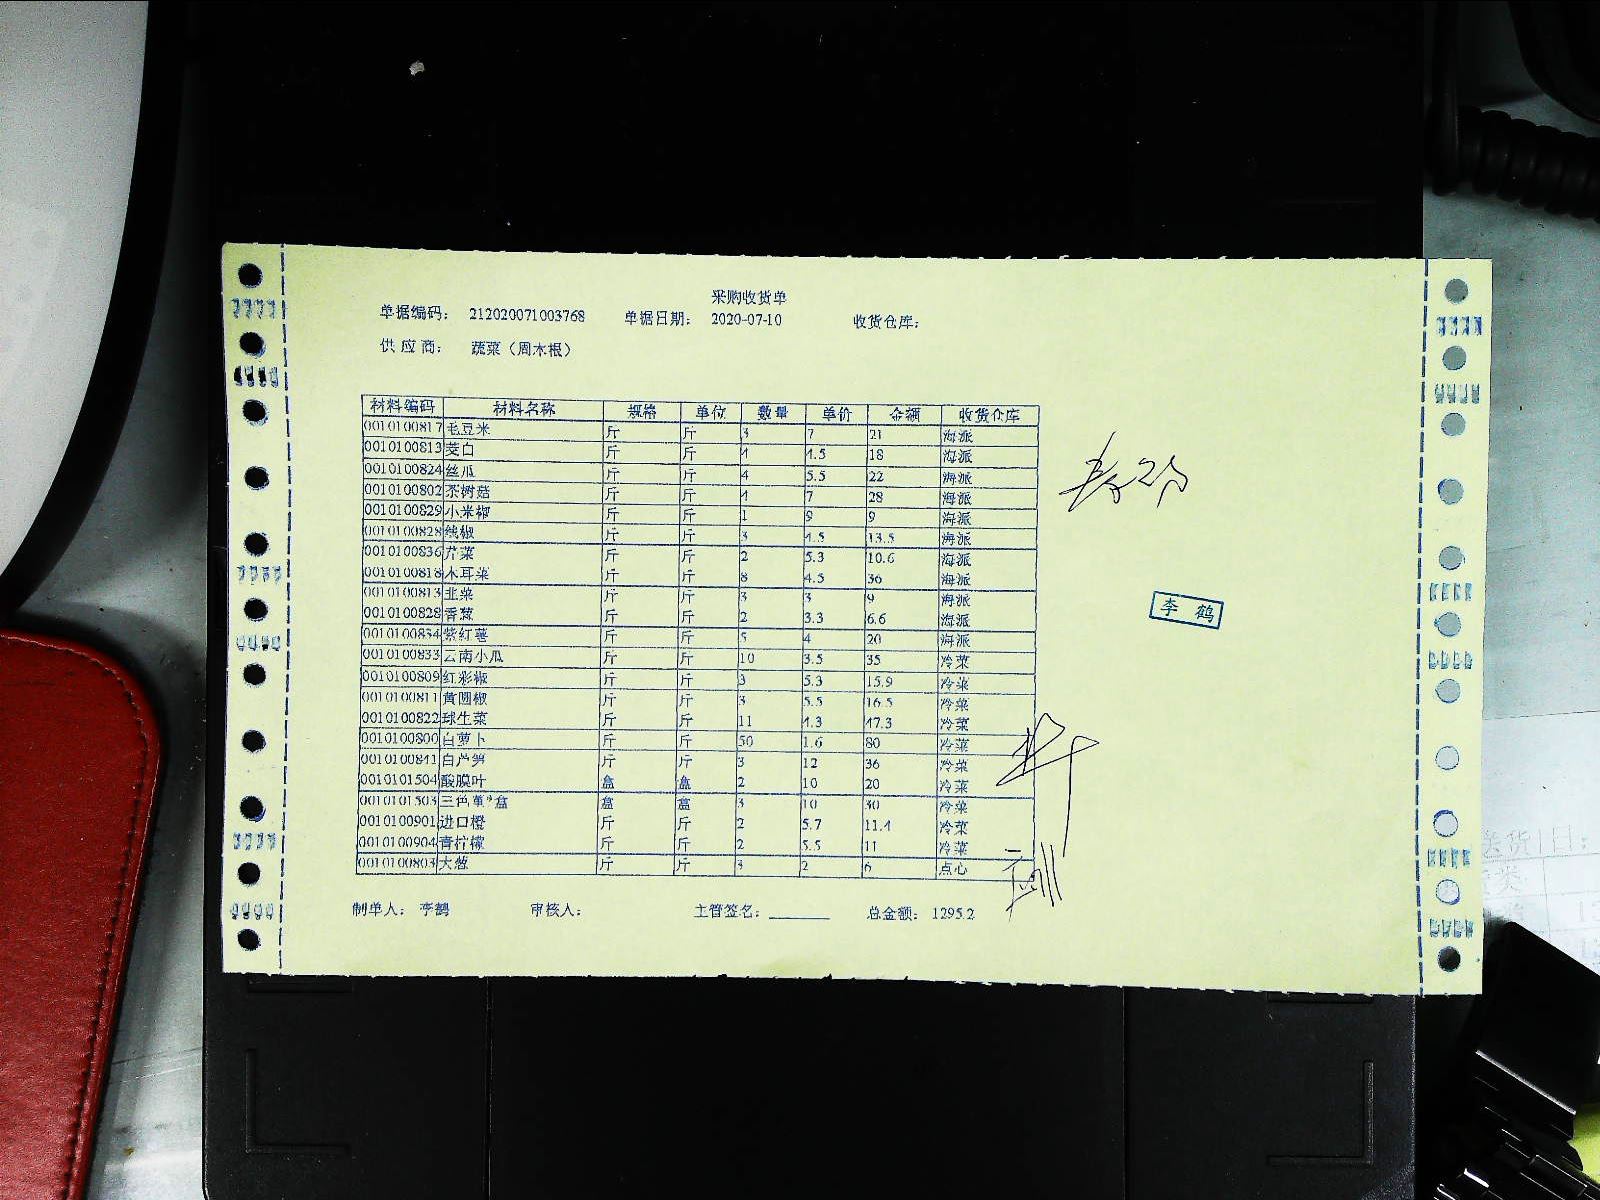 采购收货单
单据编码： 212020071003768 单据日期： 2020-07-10 收货仓库：
供 应 商： 蔬菜（周木根）
材料编码 材料名称 规格 单位 数量 单价 金额 收货仓库
0010100817 毛豆米 斤 斤 3 7 21 海派
0010100813 茭白 斤 斤 4 4.5 18 海派
0010100824 丝瓜 斤 斤 4 5.5 22 海派
0010100802 茶树菇 斤 斤 4 7 28 海派
0010100829 小米椒 斤 斤 1 9 9 海派
0010100828 线椒 斤 斤 3 4.5 13.5 海派
0010100836 芹菜 斤 斤 2 5.3 10.6 海派
0010100818 木耳菜 斤 斤 8 4.5 36 海派
0010100813 韭菜 斤 斤 3 3 9 海派
0010100828 香葱 斤 斤 2 3.3 6.6 海派
0010100834 紫红薯 斤 斤 5 4 20 海派
0010100833 云南小瓜 斤 斤 10 3.5 35 冷菜
0010100809 红彩椒 斤 斤 3 5.3 15.9 冷菜
0010100811 黄圆椒 斤 斤 3 5.5 16.5 冷菜
0010100822 球生菜 斤 斤 11 4.3 47.3 冷菜
0010100800 白萝卜 斤 斤 50 1.6 80 冷菜
0010100841 白芦笋 斤 斤 3 12 36 冷菜
0010101504 酸膜叶 盒 盒 2 10 20 冷菜
0010101503 三色堇*盒 盒 盒 3 10 30 冷菜
0010100901 进口橙 斤 斤 2 5.7 11.4 冷菜
0010100904 青柠檬 斤 斤 2 5.5 11 冷菜
0010100803 大葱 斤 斤 3 2 6 点心
制单人： 李鹤 审核人： 主管签名： 总金额： 1295.2
李 鹤
送货日：